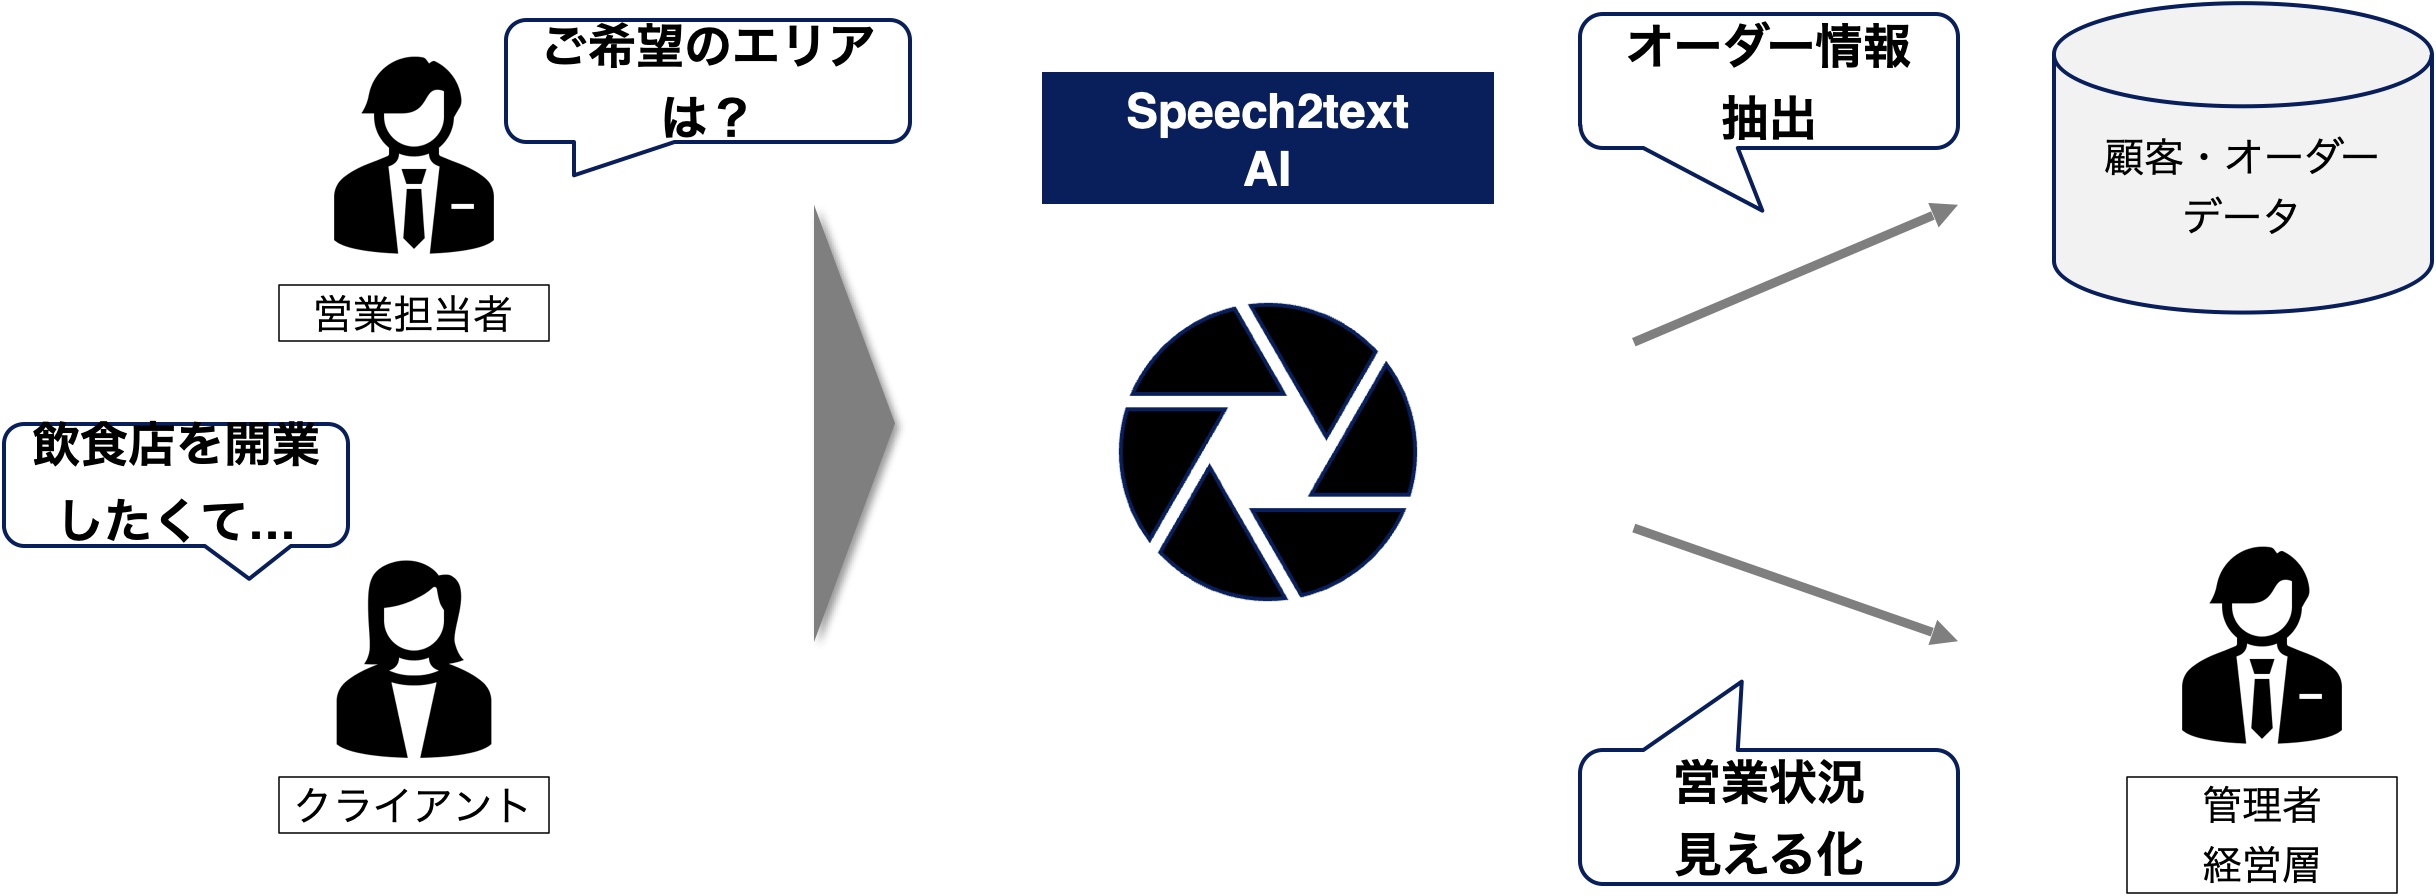 ご希望のエリア
は？
営業担当者
飲食店を開業
したくて…
クライアント
Speech2text
AI
オーダー情報
抽出
顧客・オーダー
データ
営業状況
見える化
管理者
経営層